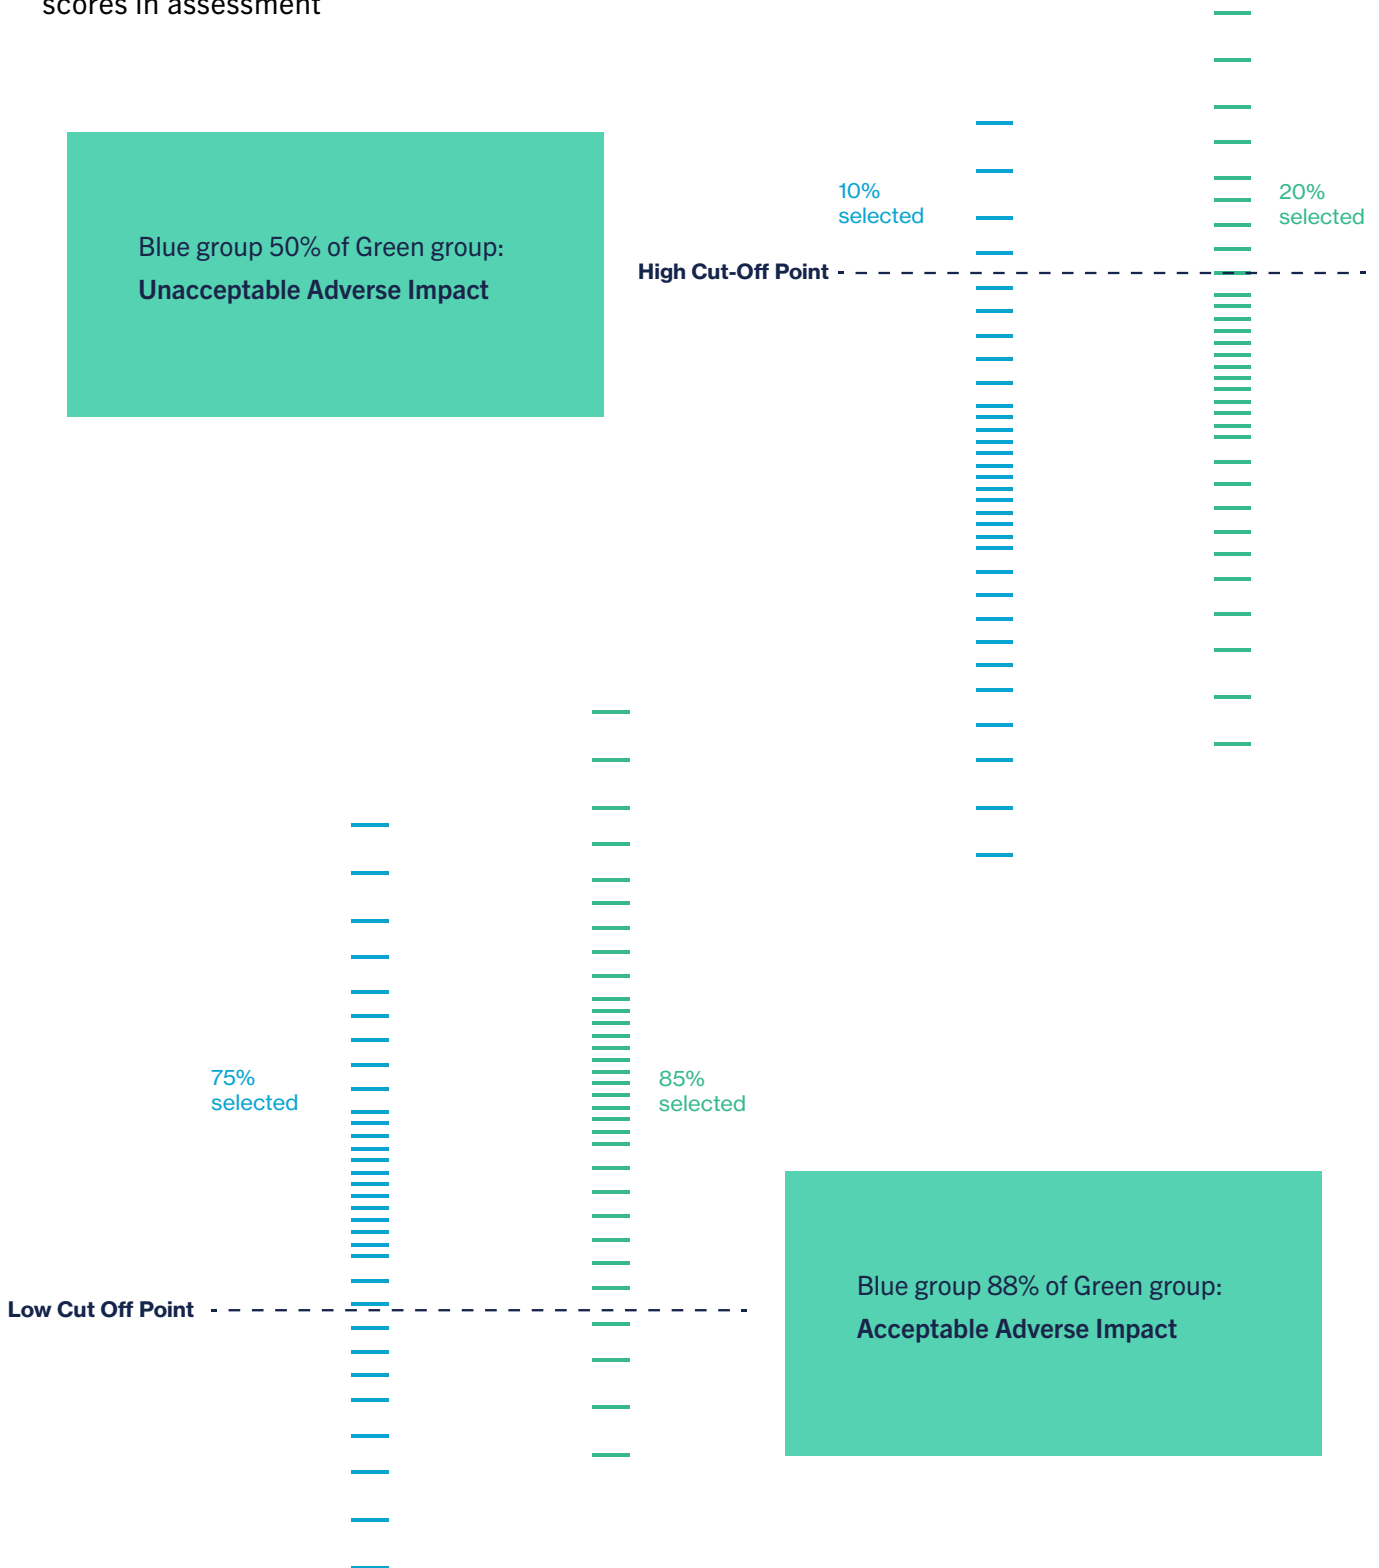 scores in assessment
Blue group 50% of Green group:
Unacceptable Adverse Impact
10%
selected
20%
selected
High Cut-Off Point
75%
selected
85%
selected
Low Cut Off Point
Blue group 88% of Green group:
Acceptable Adverse Impact